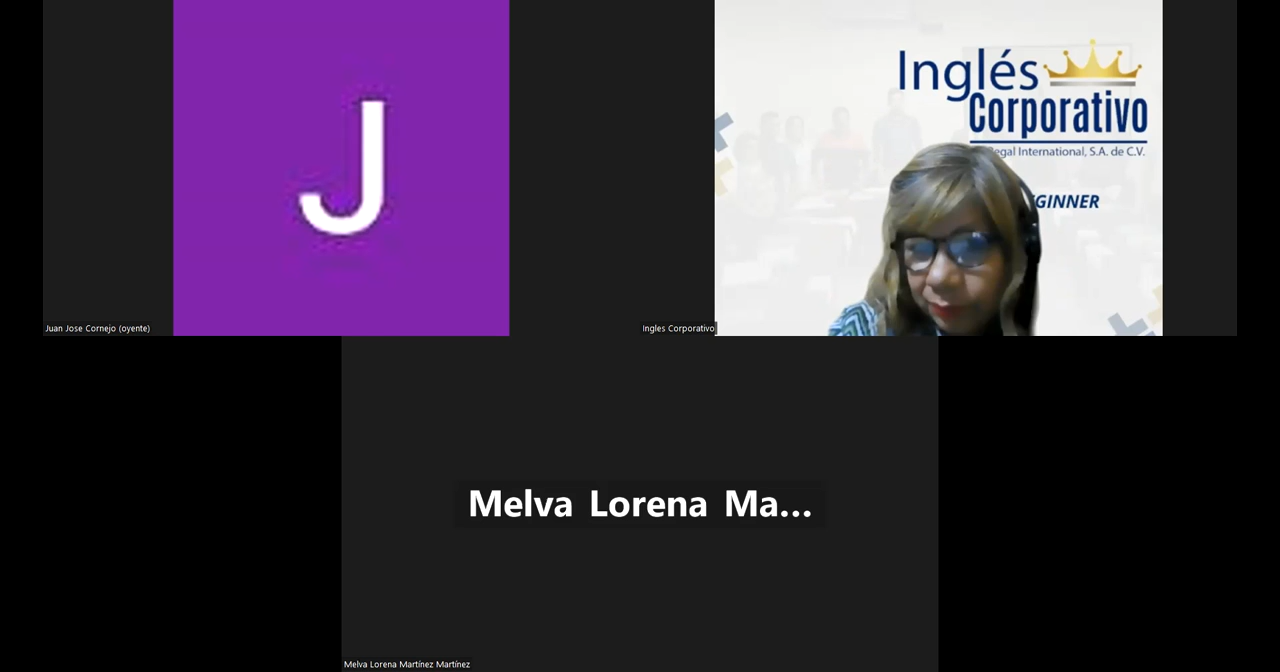 J
Juan Jose Cornejo (oyente)
Inglés
Corporativo
Regal International, S.A. de C.V.
GINNER
Ingles Corporativo
Melva Lorena Ma...
Melva Lorena Martínez Martínez